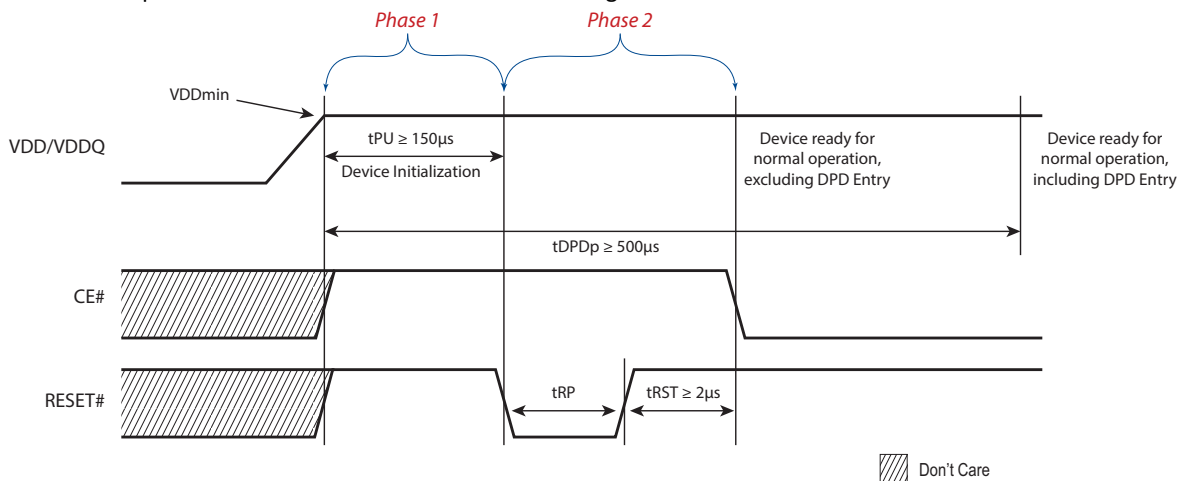 Phase 1
Phase 2
VDDmin
VDD/VDDQ
tPU ≥ 150μs
Device Initialization
Device ready for
normal operation,
excluding DPD Entry
Device ready for
normal operation,
including DPD Entry
tDPDp ≥ 500μs
CE#
RESET#
tRP
tRST ≥ 2μs
Don't Care